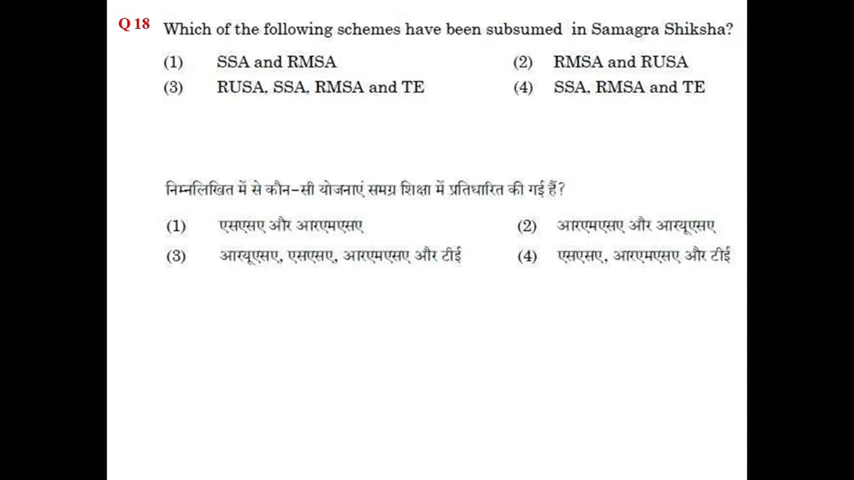 Q 18 Which of the following schemes have been subsumed in Samagra Shiksha?
(1) SSA and RMSA (2) RMSA and RUSA
(3) RUSA, SSA, RMSA and TE (4) SSA, RMSA and TE
निम्नलिखित में से कौन-सी योजनाएं समग्र शिक्षा में प्रतिधारित की गई हैं?
(1) एसएसए और आरएमएसए (2) आरएमएसए और आरयूएसए
(3) आरयूएसए, एसएसए, आरएमएसए और टीई (4) एसएसए, आरएमएसए और टीई